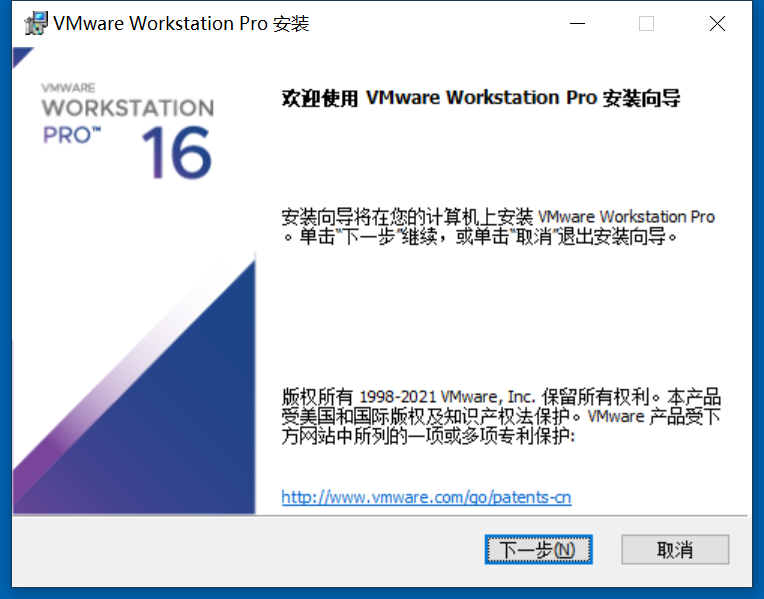 VMware Workstation Pro 安装
VMWARE
WORKSTATION
PRO™
16
欢迎使用 VMware Workstation Pro 安装向导
安装向导将在您的计算机上安装 VMware Workstation Pro
。单击“下一步”继续，或单击“取消”退出安装向导。
版权所有 1998-2021 VMware, Inc. 保留所有权利。本产品
受美国和国际版权及知识产权法保护。VMware 产品受下
方网站中所列的一项或多项专利保护:
http://www.vmware.com/go/patents-cn
下一步(N)
取消